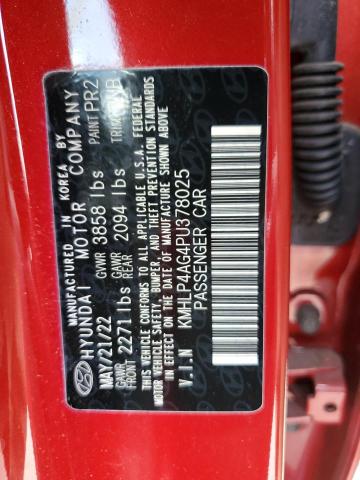 MANUFACTURED IN KOREA BY
HYUNDAI MOTOR COMPANY
MAY/21/22 GVWR 3858 lbs PAINT PR2
GAWR FRONT 2271 lbs GAWR REAR 2094 lbs TRIM
THIS VEHICLE CONFORMS TO ALL APPLICABLE U.S.A. FEDERAL
MOTOR VEHICLE SAFETY, BUMPER, AND THEFT PREVENTION STANDARDS
IN EFFECT ON THE DATE OF MANUFACTURE SHOWN ABOVE.
V.I.N KMHLP4AG4PU378025
PASSENGER CAR